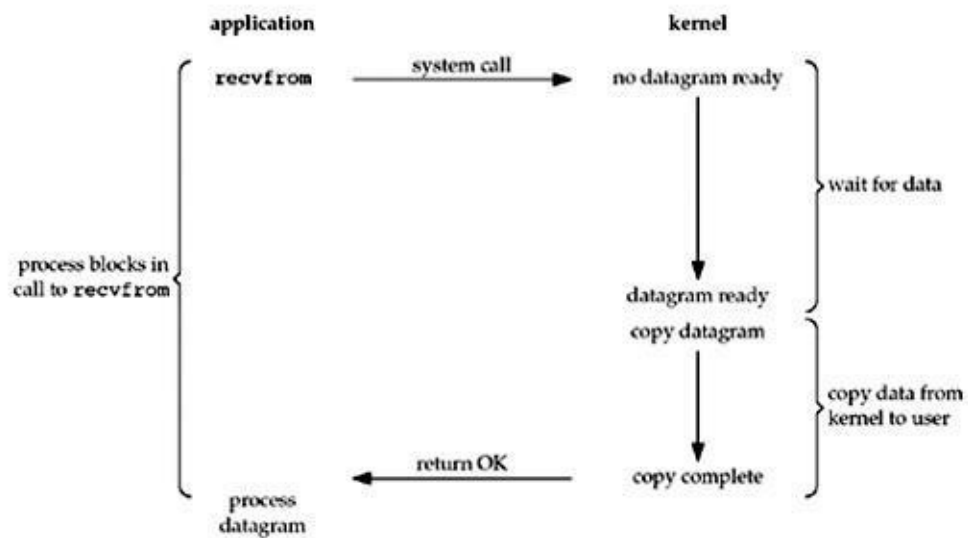 application
kernel
recvfrom
system call
no datagram ready
wait for data
process blocks in
call to recvfrom
datagram ready
copy datagram
copy data from
kernel to user
return OK
copy complete
process
datagram